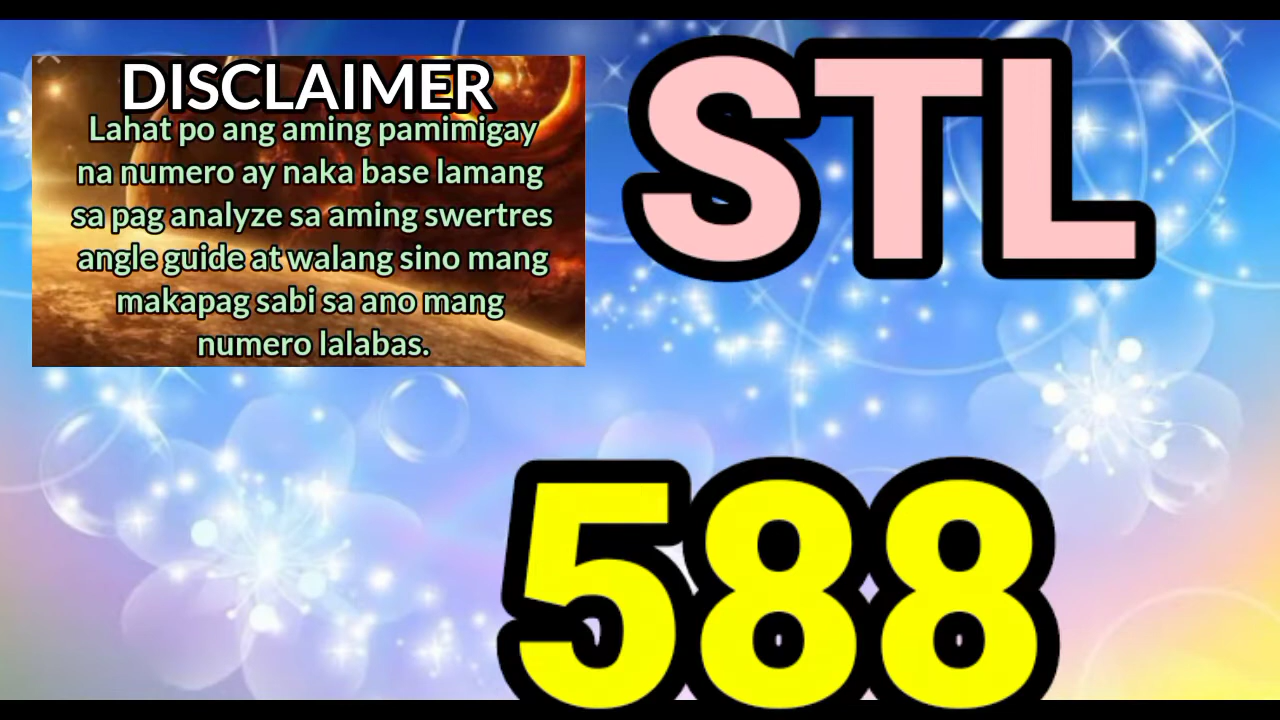 DISCLAIMER
Lahat po ang aming pamimigay
na numero ay naka base lamang
sa pag analyze sa aming swertres
angle guide at walang sino mang
makapag sabi sa ano mang
numero lalabas.
STL
588